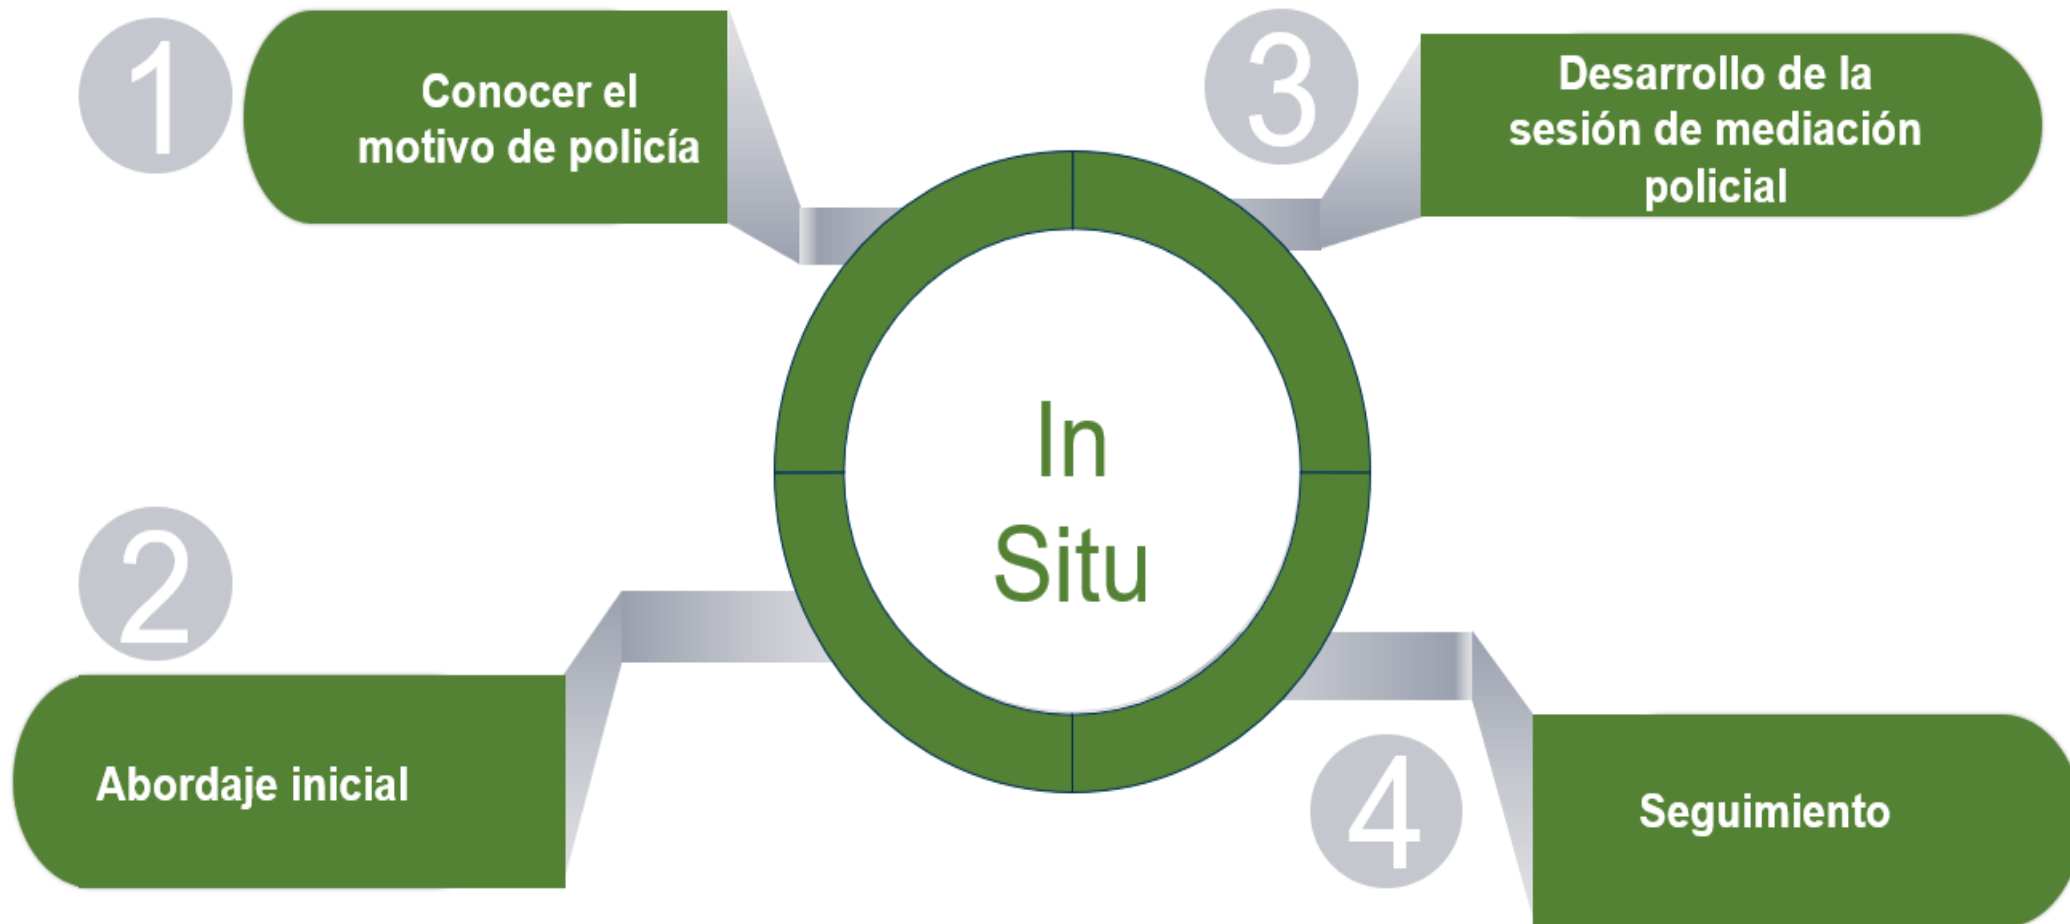 1
Conocer el
motivo de policía
2
Abordaje inicial
In
Situ
3
Desarrollo de la
sesión de mediación
policial
4
Seguimiento